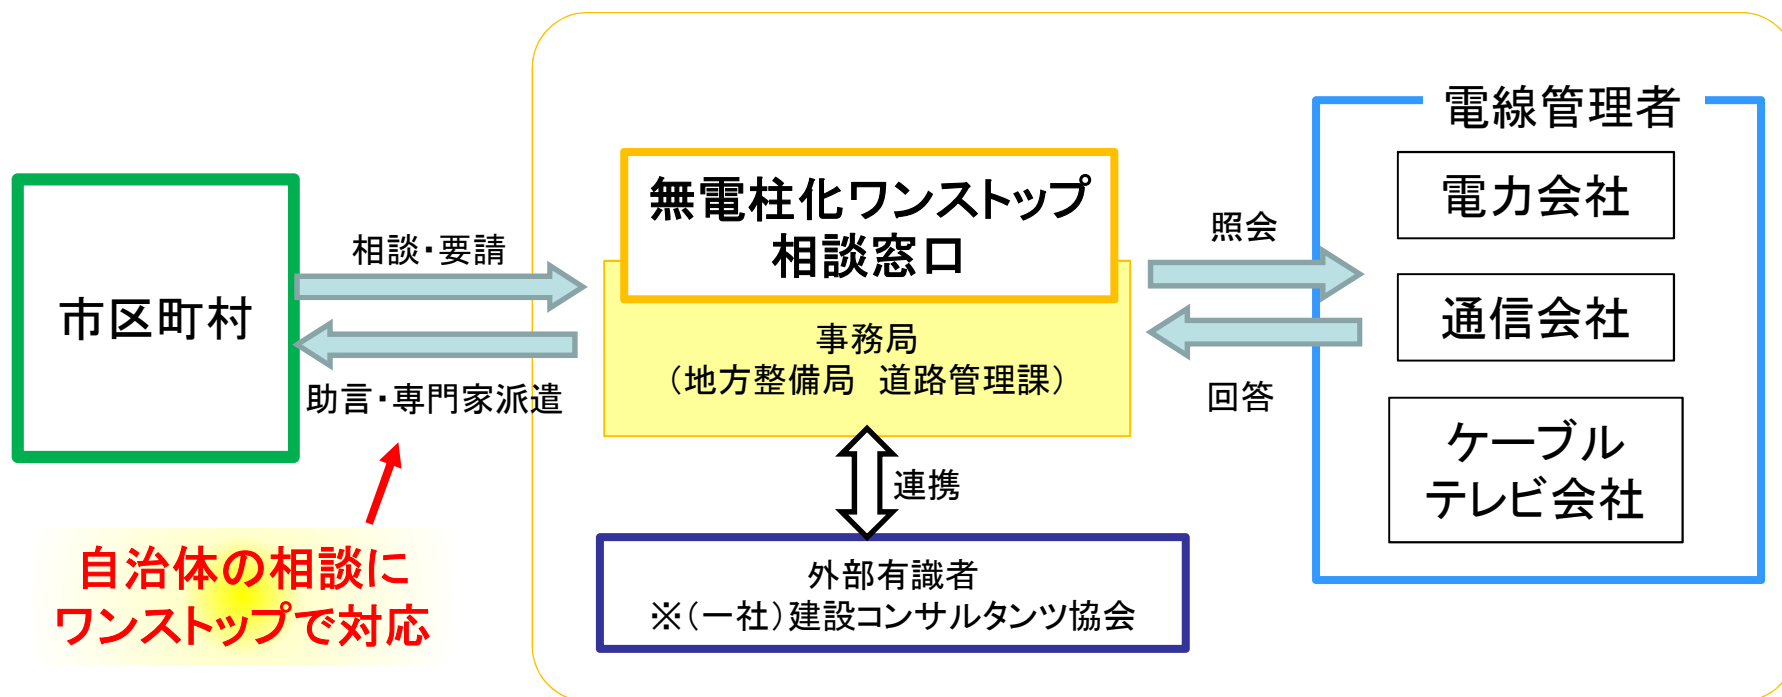 市区町村
相談・要請
助言・専門家派遣
自治体の相談に
ワンストップで対応
無電柱化ワンストップ
相談窓口
事務局
（地方整備局　道路管理課）
連携
外部有識者
※（一社）建設コンサルタンツ協会
照会
回答
電線管理者
電力会社
通信会社
ケーブル
テレビ会社